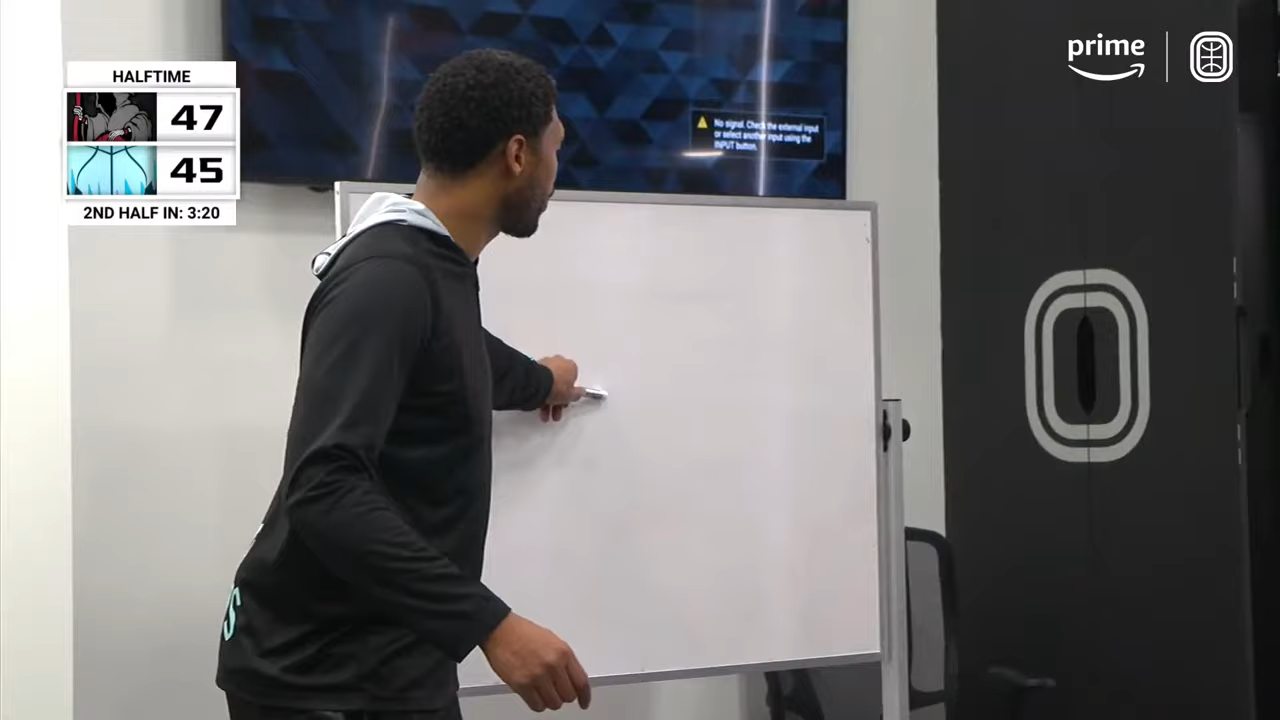 HALFTIME
47
45
2ND HALF IN: 3:20
prime
No signal. Check the external input
or select another input using the
INPUT button.
S